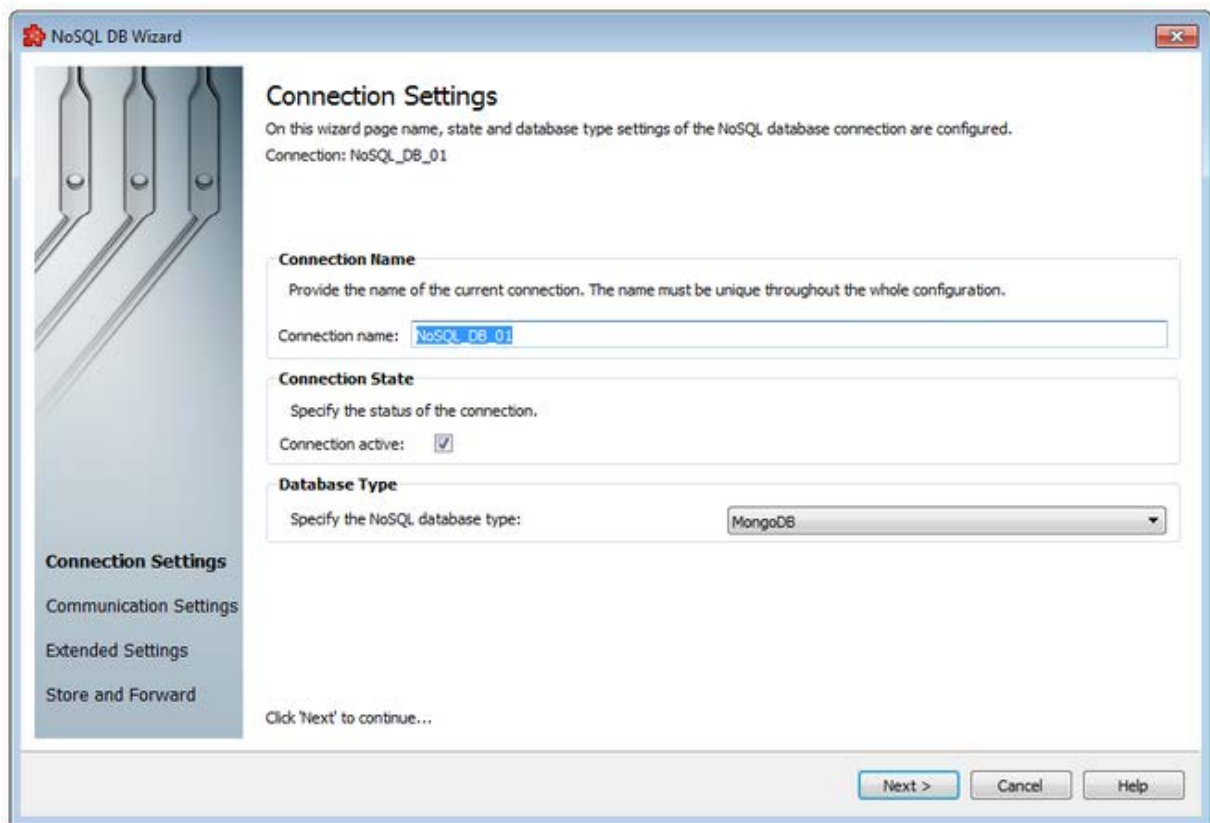 NoSQL DB Wizard
Connection Settings
On this wizard page name, state and database type settings of the NoSQL database connection are configured.
Connection: NoSQL_DB_01
Connection Name
Provide the name of the current connection. The name must be unique throughout the whole configuration.
Connection name: NoSQL_DB_01
Connection State
Specify the status of the connection.
Connection active:
Database Type
Specify the NoSQL database type: MongoDB
Connection Settings
Communication Settings
Extended Settings
Store and Forward
Click 'Next' to continue...
Next > Cancel Help